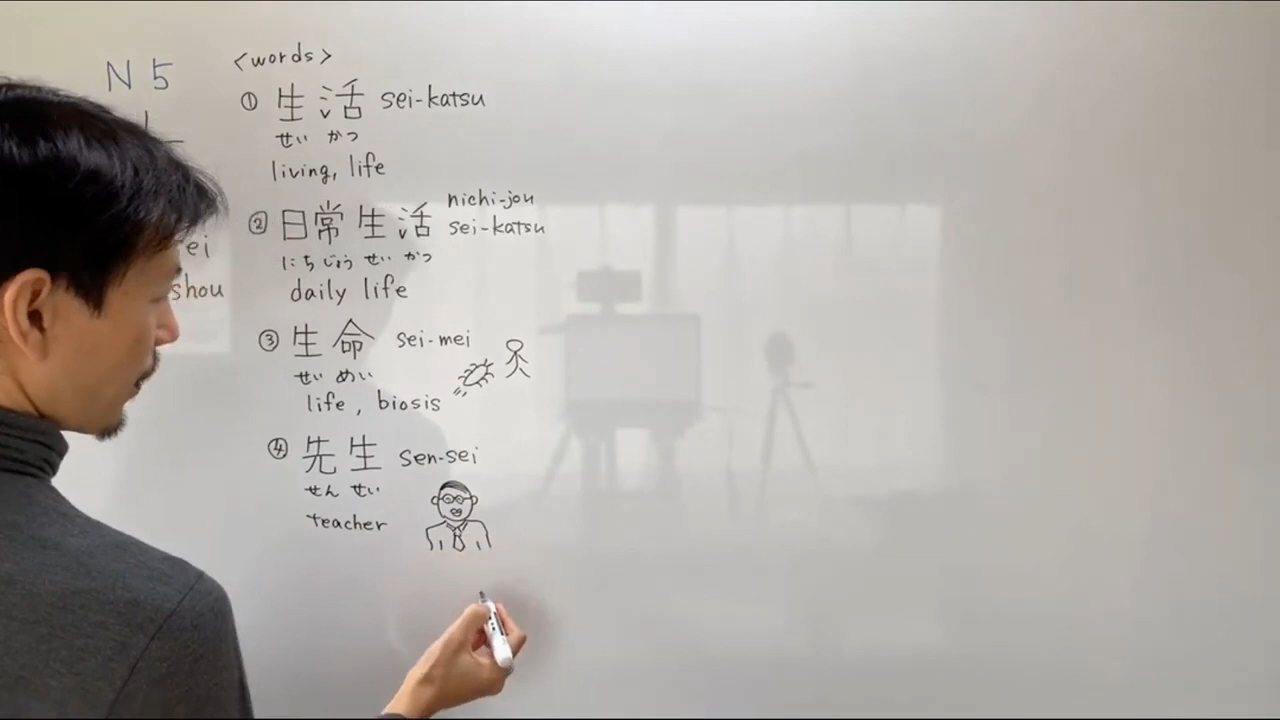 N5
<words>
① 生活 sei-katsu
せい かつ
living, life
② 日常生活 nichi-jou
sei-katsu
にち じょう せい かつ
daily life
③ 生命 sei-mei
せい めい
life, biosis
④ 先生 sen-sei
せん せい
teacher
ei
shou